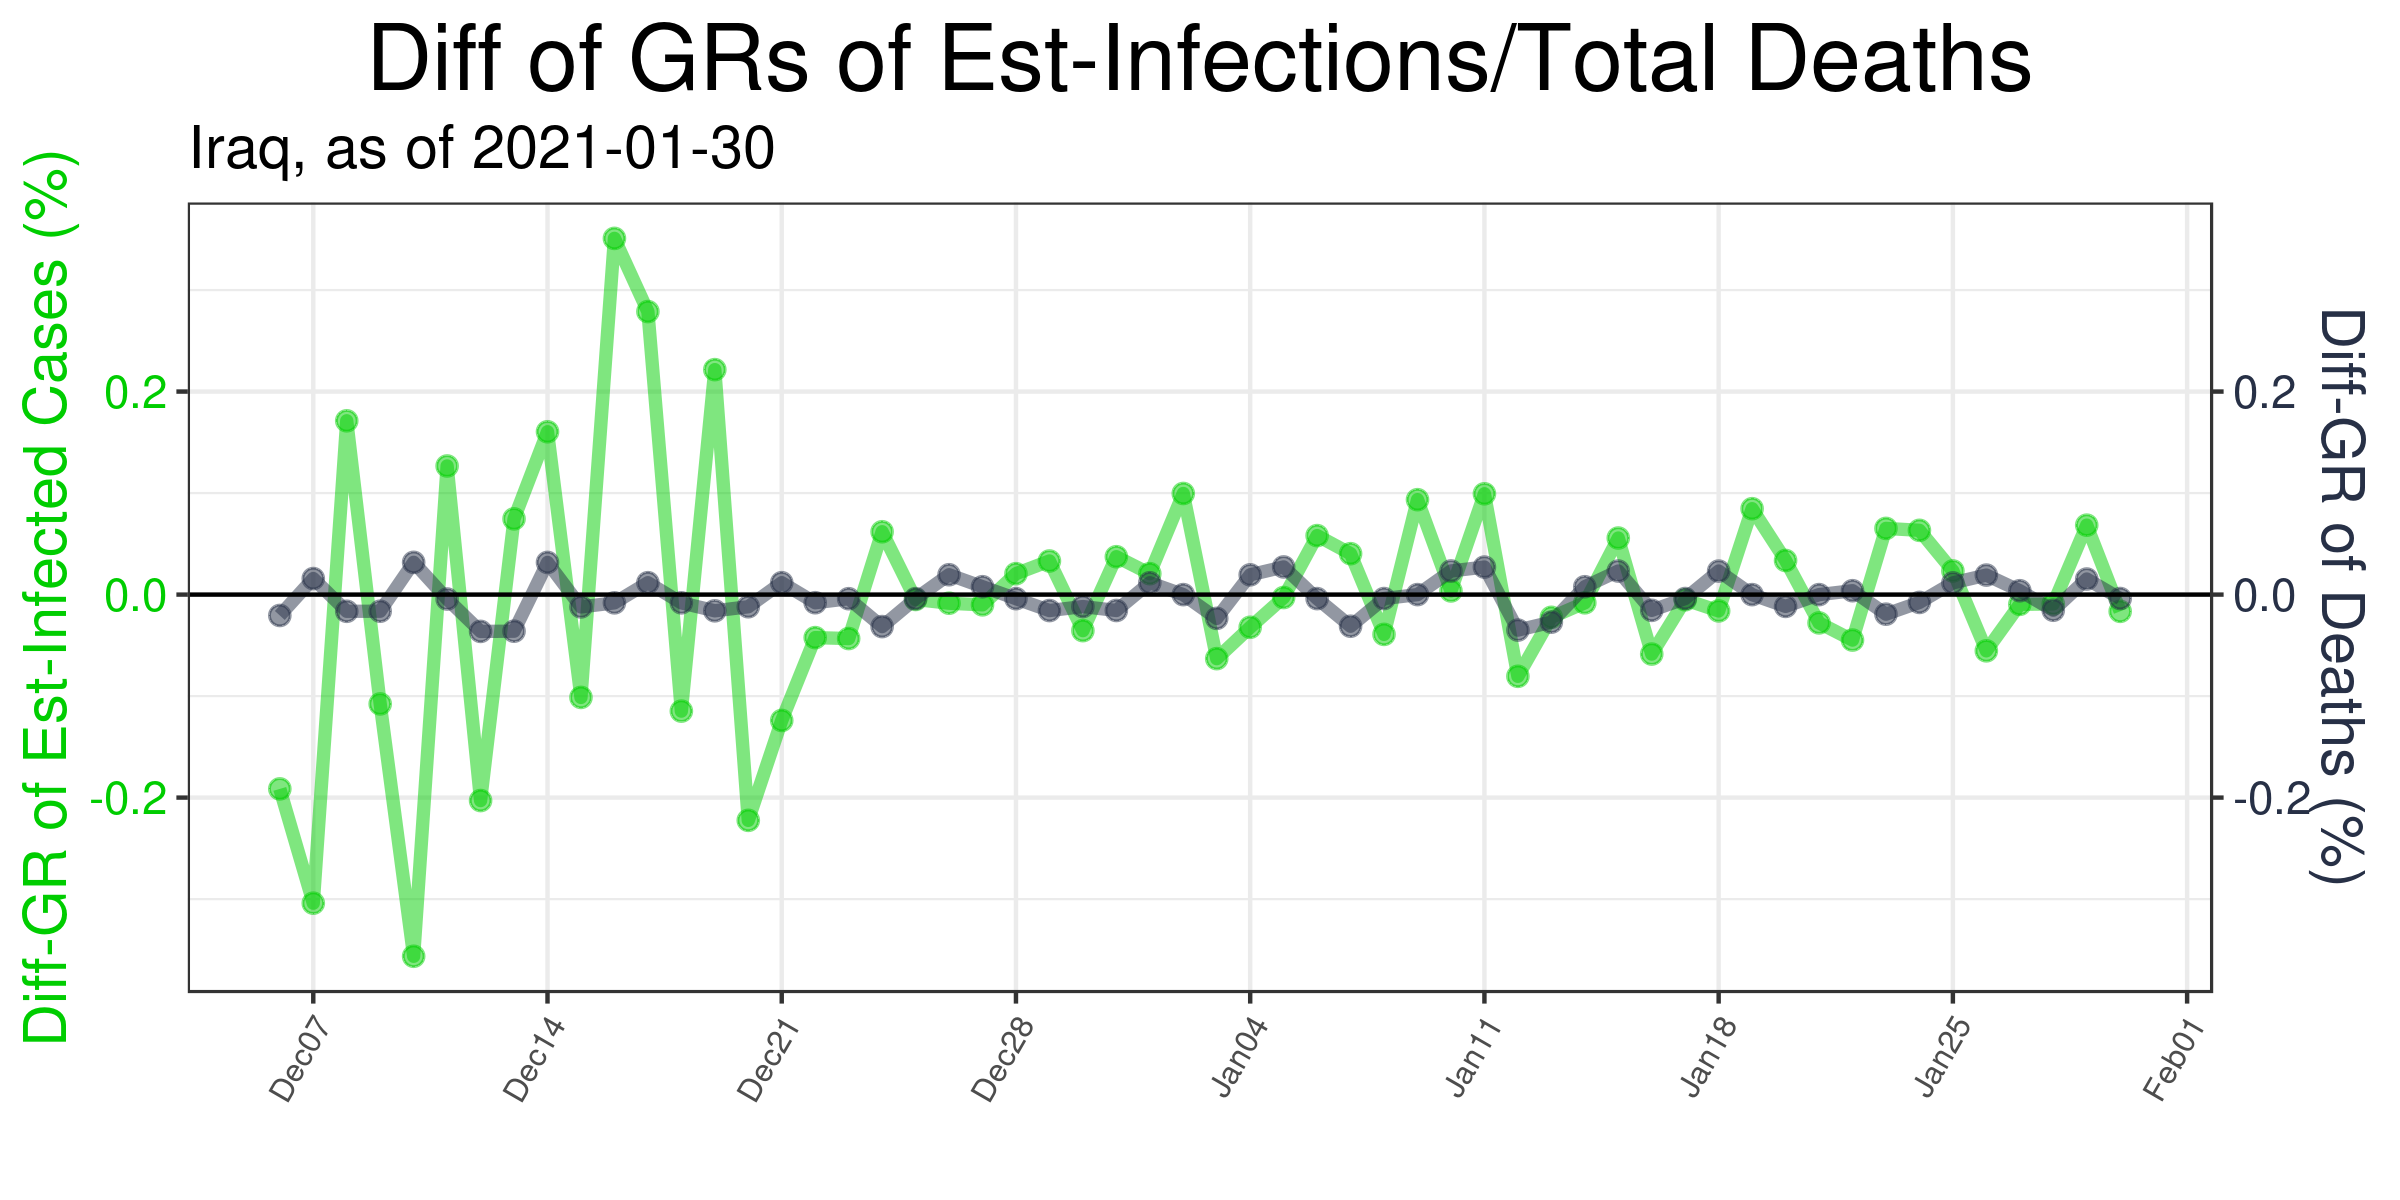 Diff of GRs of Est-Infections/Total Deaths
Iraq, as of 2021-01-30
Diff-GR of Est-Infected Cases (%)
0.2
0.0
-0.2
0.2
0.0
-0.2
Diff-GR of Deaths (%)
Dec07
Dec14
Dec21
Dec28
Jan04
Jan11
Jan18
Jan25
Feb01